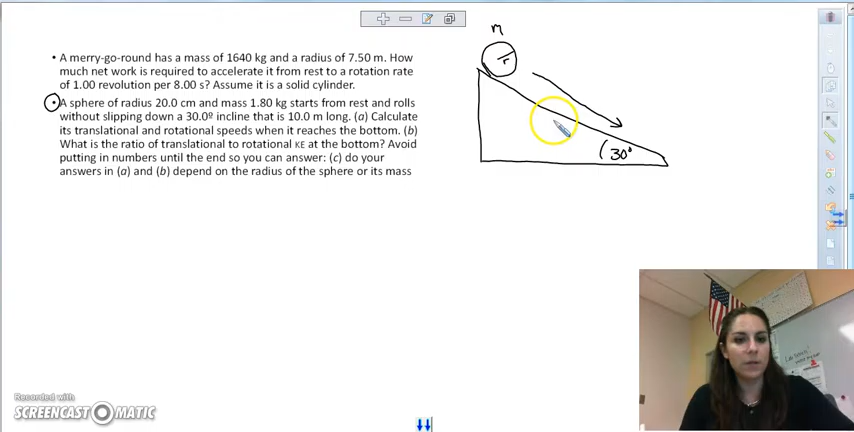 • A merry-go-round has a mass of 1640 kg and a radius of 7.50 m. How
much net work is required to accelerate it from rest to a rotation rate
of 1.00 revolution per 8.00 s? Assume it is a solid cylinder.
• A sphere of radius 20.0 cm and mass 1.80 kg starts from rest and rolls
without slipping down a 30.0º incline that is 10.0 m long. (a) Calculate
its translational and rotational speeds when it reaches the bottom. (b)
What is the ratio of translational to rotational KE at the bottom? Avoid
putting in numbers until the end so you can answer: (c) do your
answers in (a) and (b) depend on the radius of the sphere or its mass
m
r
30°
Recorded with
SCREENCAST MATIC